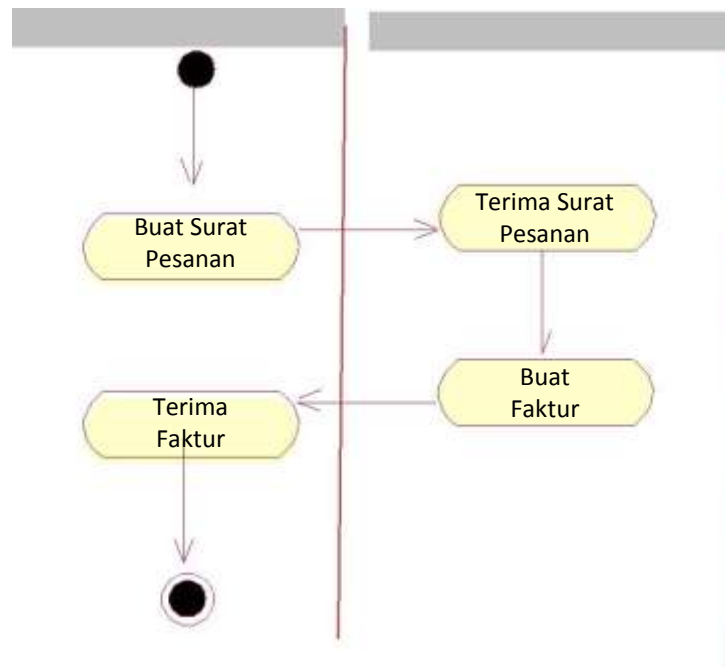 Buat Surat
Pesanan
Terima Surat
Pesanan
Buat
Faktur
Terima
Faktur